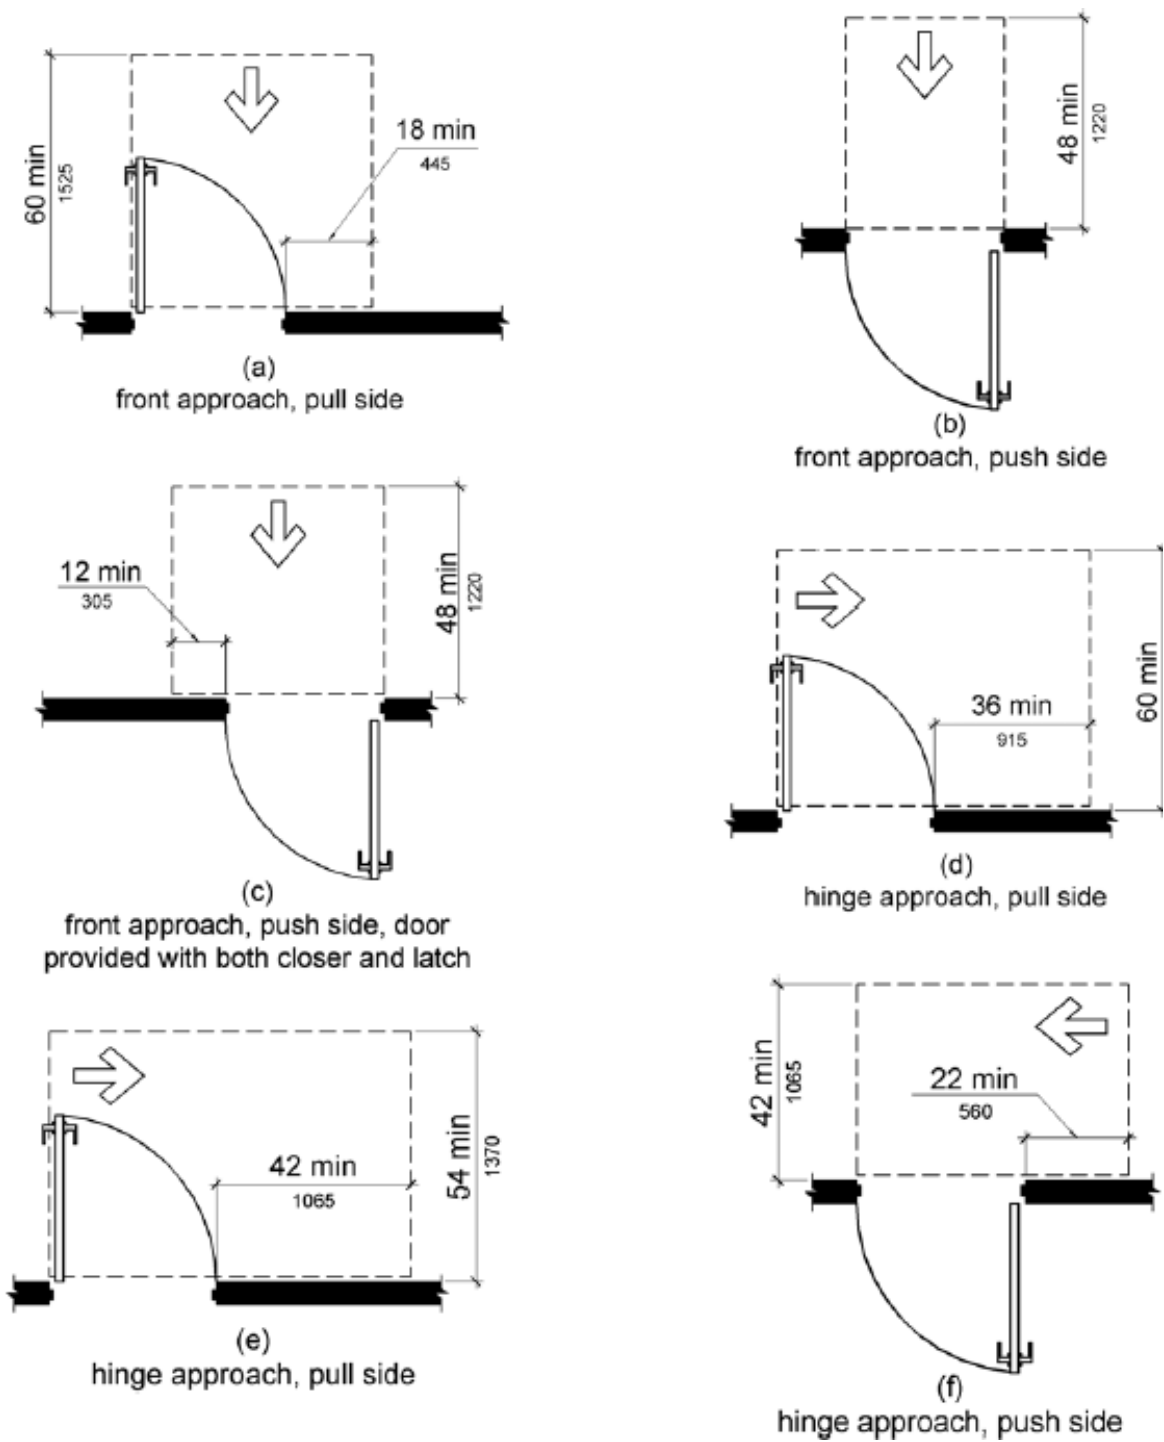 60 min
1525
18 min
445
(a)
front approach, pull side
48 min
1220
(b)
front approach, push side
12 min
305
48 min
1220
(c)
front approach, push side, door
provided with both closer and latch
36 min
915
60 min
(d)
hinge approach, pull side
42 min
1065
54 min
1370
(e)
hinge approach, pull side
42 min
1065
22 min
560
(f)
hinge approach, push side